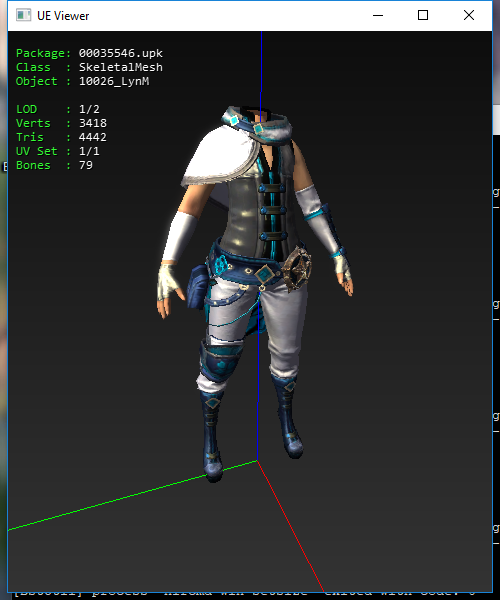 UE Viewer
Package: 00035546.upk
Class : SkeletalMesh
Object : 10026_LynM
LOD : 1/2
Verts : 3418
Tris : 4442
UV Set : 1/1
Bones : 79